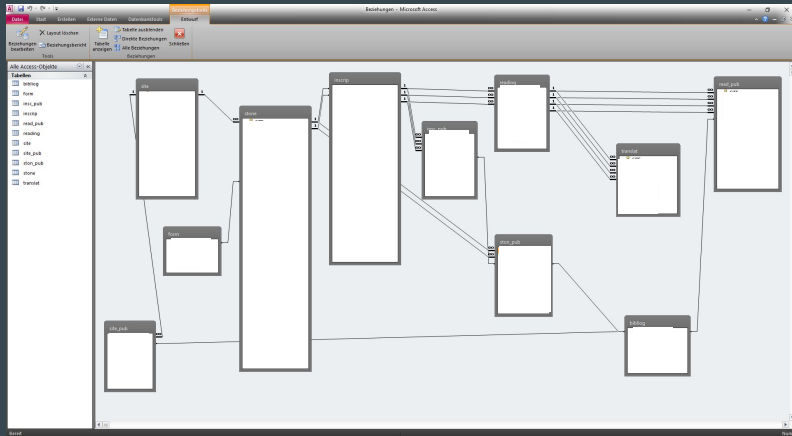 Beziehungstools
Beziehungen - Microsoft Access
Datei Start Erstellen Externe Daten Datenbanktools Entwurf
Beziehungen bearbeiten
Layout löschen
Beziehungsbericht
Tools
Tabelle anzeigen
Tabelle ausblenden
Direkte Beziehungen
Alle Beziehungen
Beziehungen
Schließen
Alle Access-Objekte
Tabellen
bibliog
form
insc_pub
inscrip
read_pub
reading
site
site_pub
ston_pub
stone
translat
site
stone
inscrip
reading
read_pub
insc_pub
translat
form
ston_pub
site_pub
bibliog
Bereit